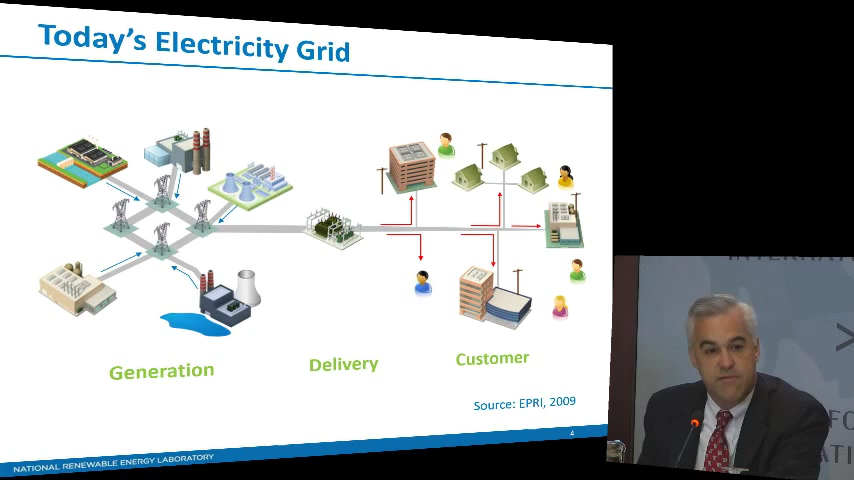 Today's Electricity Grid
Generation
Delivery
Customer
Source: EPRI, 2009
4
NATIONAL RENEWABLE ENERGY LABORATORY